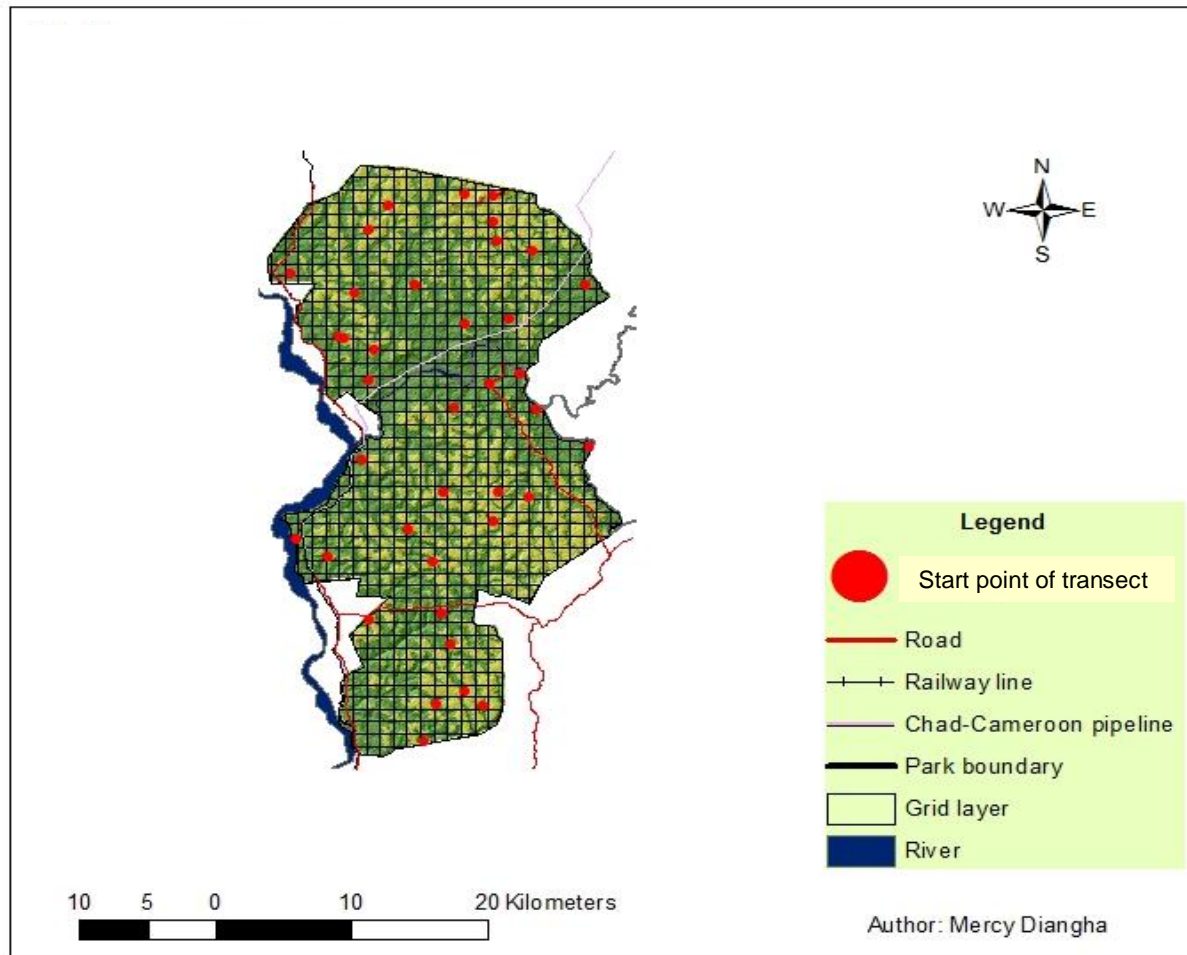 N
W E
S
Legend
Start point of transect
Road
Railway line
Chad-Cameroon pipeline
Park boundary
Grid layer
River
10 5 0 10 20 Kilometers
Author: Mercy Diangha